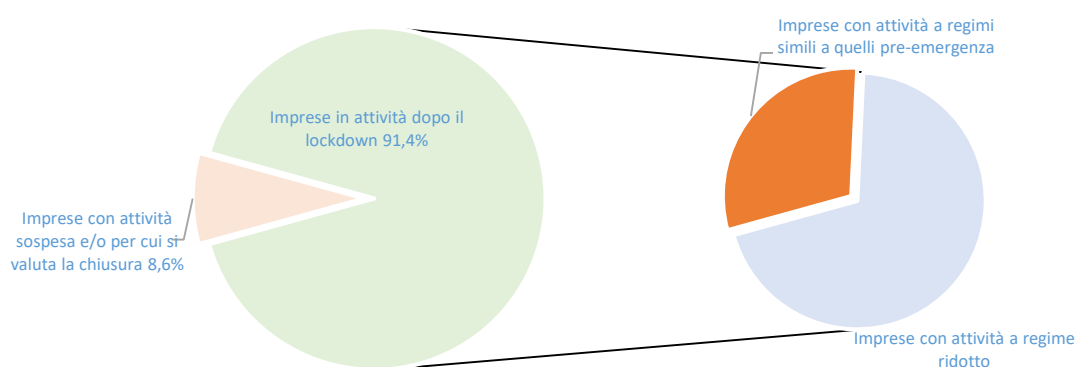 Imprese in attività dopo il
lockdown 91,4%
Imprese con attività
sospesa e/o per cui si
valuta la chiusura 8,6%
Imprese con attività a regimi
simili a quelli pre-emergenza
Imprese con attività a regime
ridotto